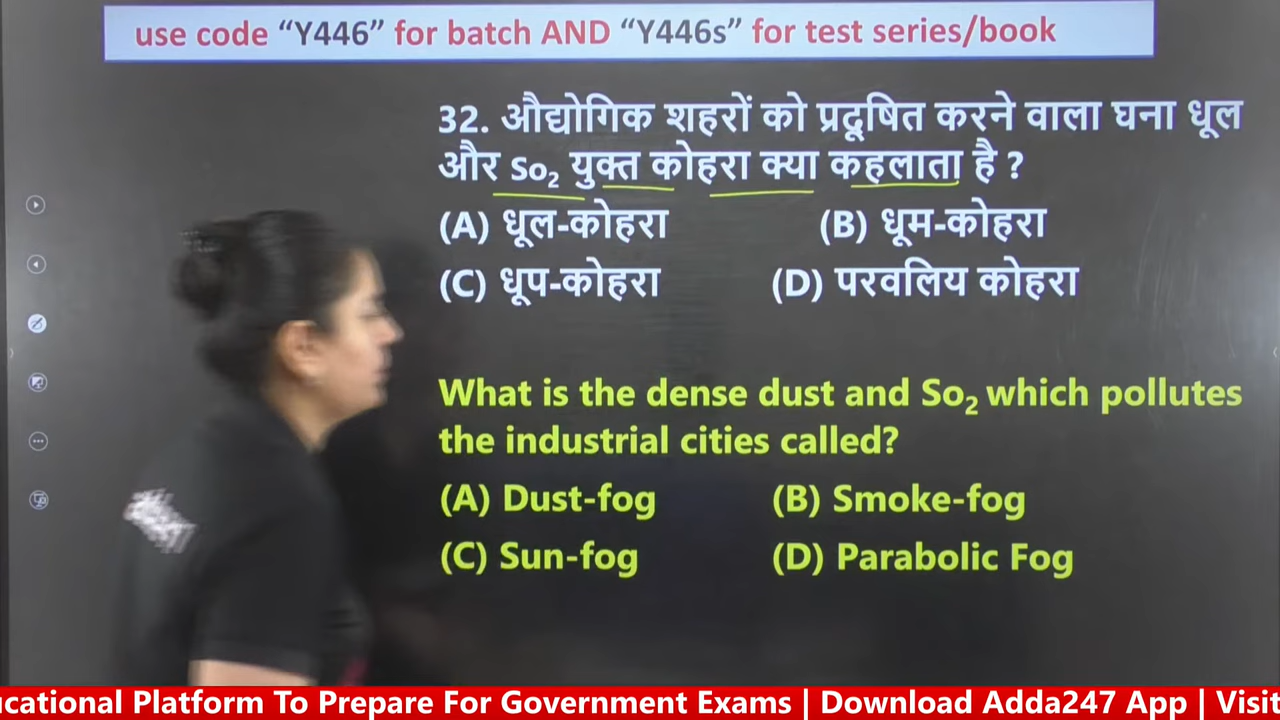 use code “Y446” for batch AND “Y446s” for test series/book
32. औद्योगिक शहरों को प्रदूषित करने वाला घना धूल
और So₂ युक्त कोहरा क्या कहलाता है ?
(A) धूल-कोहरा (B) धूम-कोहरा
(C) धूप-कोहरा (D) परवलिय कोहरा
What is the dense dust and So₂ which pollutes
the industrial cities called?
(A) Dust-fog (B) Smoke-fog
(C) Sun-fog (D) Parabolic Fog
ucational Platform To Prepare For Government Exams | Download Adda247 App | Visit